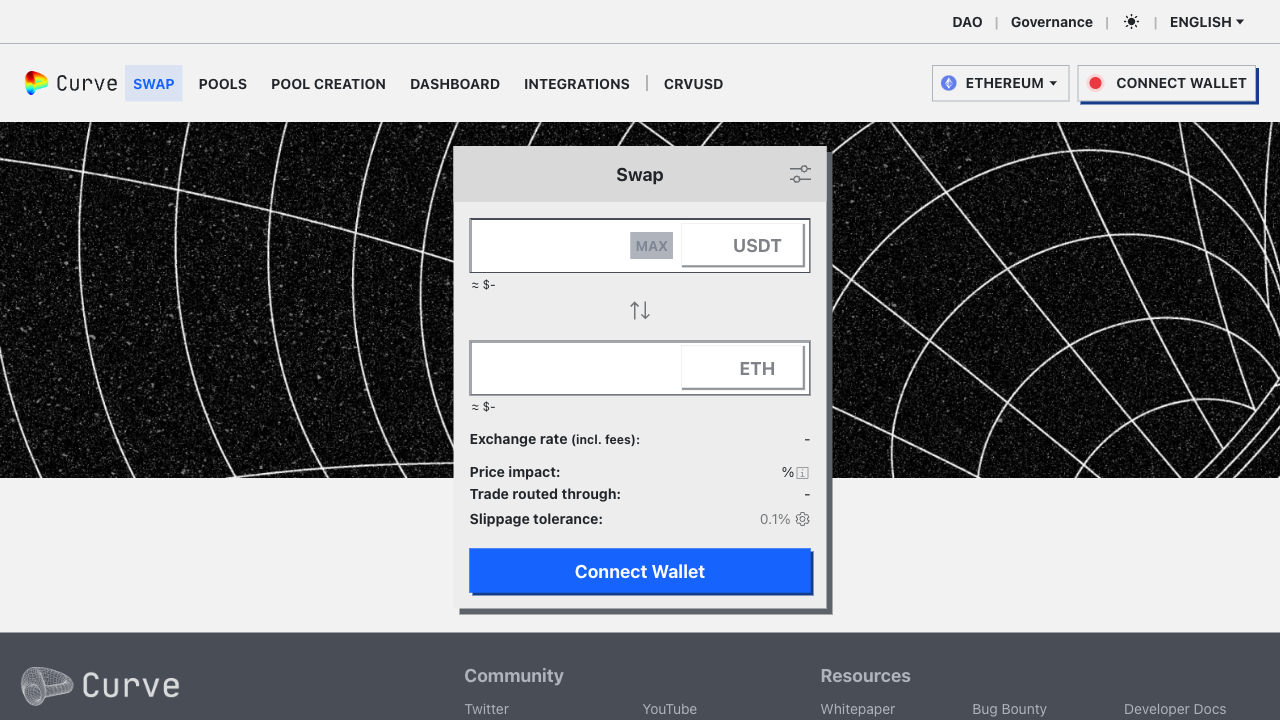 DAO | Governance | | ENGLISH
Curve SWAP POOLS POOL CREATION DASHBOARD INTEGRATIONS | CRVUSD ETHEREUM CONNECT WALLET
Swap
MAX USDT
≈ $-
ETH
≈ $-
Exchange rate (incl. fees): -
Price impact: %
Trade routed through: -
Slippage tolerance: 0.1%
Connect Wallet
Curve
Community
Resources
Twitter YouTube Whitepaper Bug Bounty Developer Docs